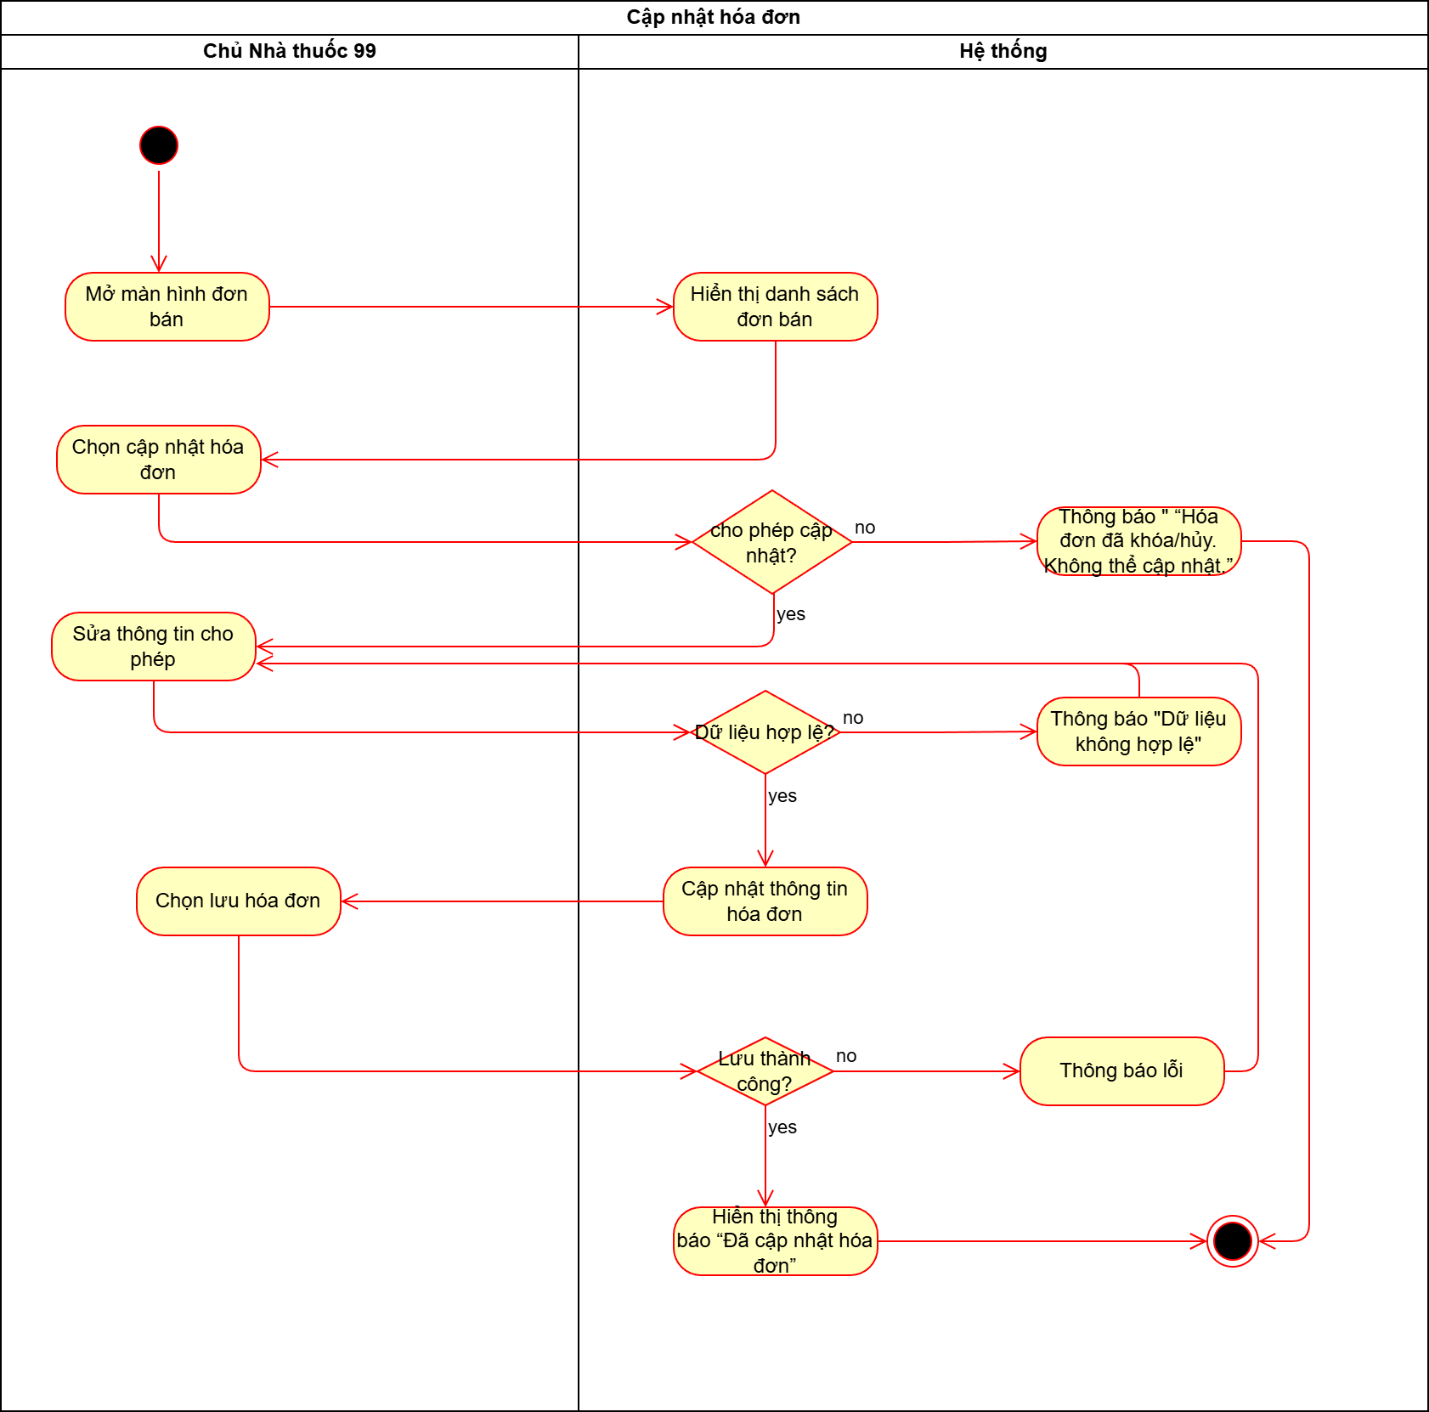 Cập nhật hóa đơn
Chủ Nhà thuốc 99
Hệ thống
Mở màn hình đơn
bán
Hiển thị danh sách
đơn bán
Chọn cập nhật hóa
đơn
cho phép cập
nhật?
no
Thông báo " “Hóa
đơn đã khóa/hủy.
Không thể cập nhật.”
yes
Sửa thông tin cho
phép
Dữ liệu hợp lệ?
no
Thông báo "Dữ liệu
không hợp lệ"
yes
Chọn lưu hóa đơn
Cập nhật thông tin
hóa đơn
Lưu thành
công?
no
Thông báo lỗi
yes
Hiển thị thông
báo “Đã cập nhật hóa
đơn”